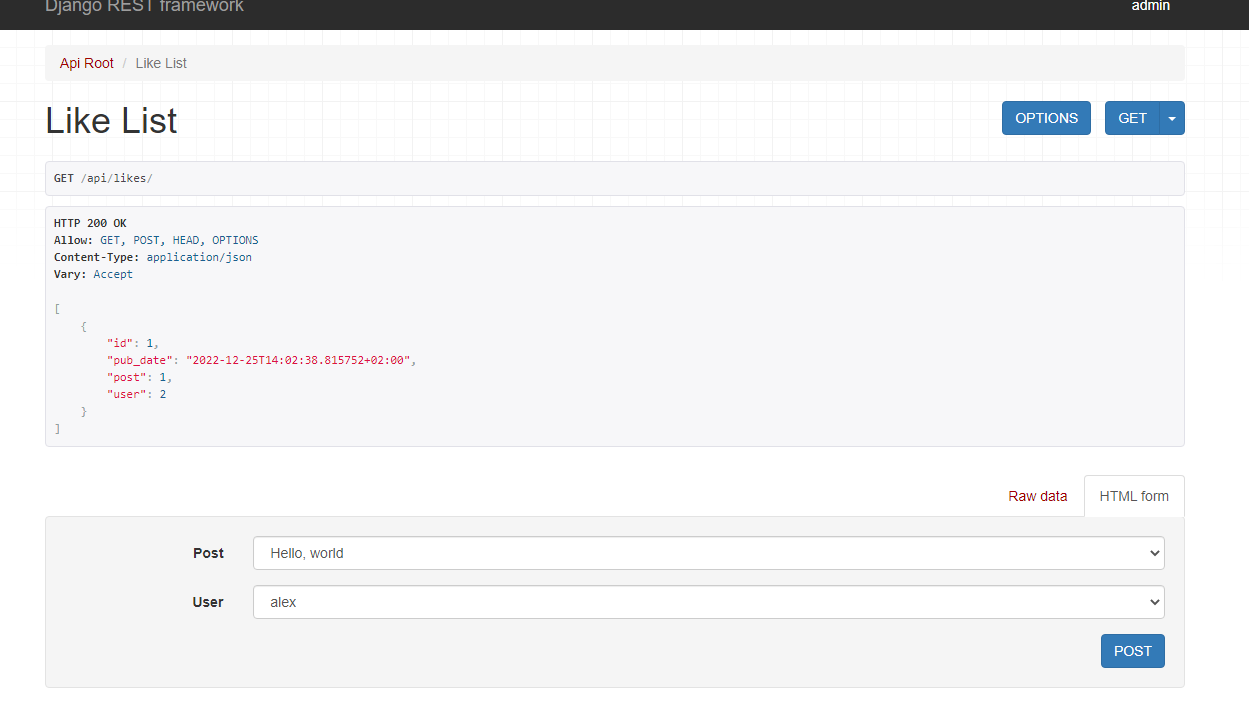 Django REST framework
admin
Api Root / Like List
Like List
OPTIONS
GET
GET /api/likes/
HTTP 200 OK
Allow: GET, POST, HEAD, OPTIONS
Content-Type: application/json
Vary: Accept
[
    {
        "id": 1,
        "pub_date": "2022-12-25T14:02:38.815752+02:00",
        "post": 1,
        "user": 2
    }
]
Raw data
HTML form
Post
Hello, world
User
alex
POST